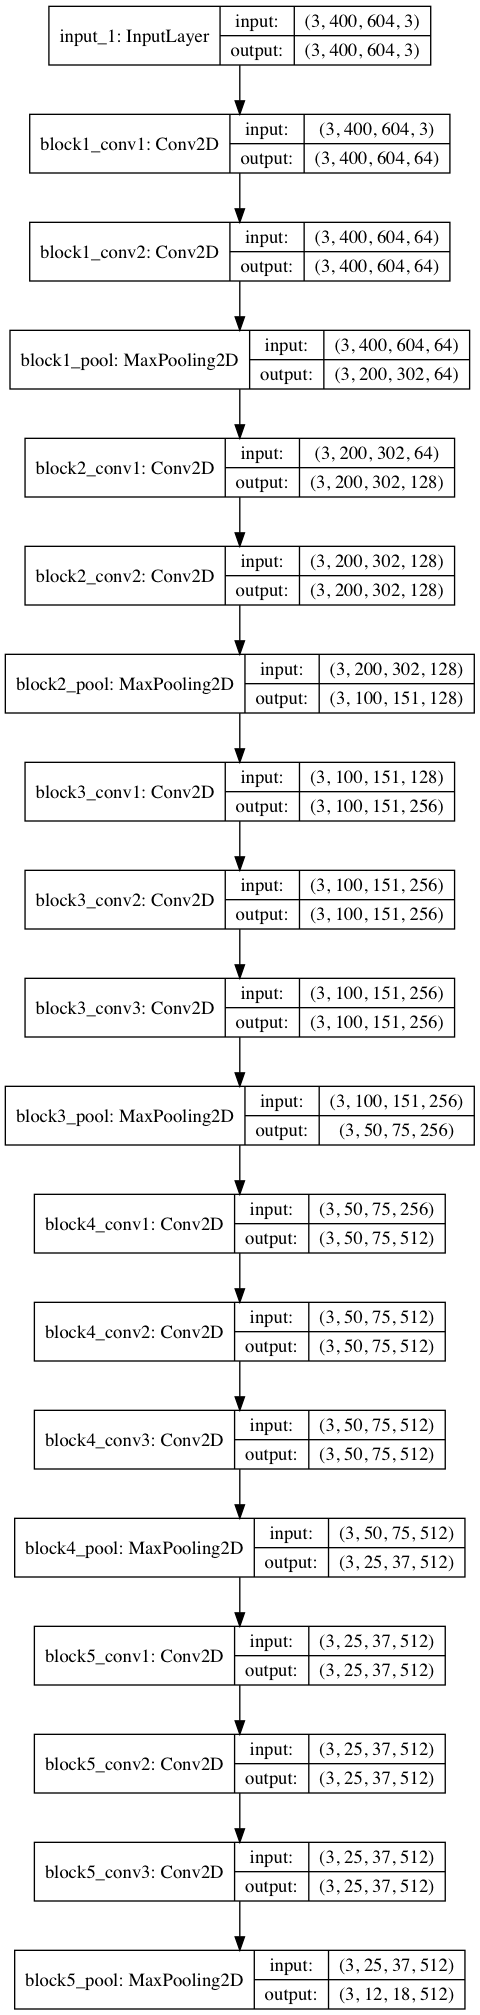 input_1: InputLayer
input: (3, 400, 604, 3)
output: (3, 400, 604, 3)
block1_conv1: Conv2D
input: (3, 400, 604, 3)
output: (3, 400, 604, 64)
block1_conv2: Conv2D
input: (3, 400, 604, 64)
output: (3, 400, 604, 64)
block1_pool: MaxPooling2D
input: (3, 400, 604, 64)
output: (3, 200, 302, 64)
block2_conv1: Conv2D
input: (3, 200, 302, 64)
output: (3, 200, 302, 128)
block2_conv2: Conv2D
input: (3, 200, 302, 128)
output: (3, 200, 302, 128)
block2_pool: MaxPooling2D
input: (3, 200, 302, 128)
output: (3, 100, 151, 128)
block3_conv1: Conv2D
input: (3, 100, 151, 128)
output: (3, 100, 151, 256)
block3_conv2: Conv2D
input: (3, 100, 151, 256)
output: (3, 100, 151, 256)
block3_conv3: Conv2D
input: (3, 100, 151, 256)
output: (3, 100, 151, 256)
block3_pool: MaxPooling2D
input: (3, 100, 151, 256)
output: (3, 50, 75, 256)
block4_conv1: Conv2D
input: (3, 50, 75, 256)
output: (3, 50, 75, 512)
block4_conv2: Conv2D
input: (3, 50, 75, 512)
output: (3, 50, 75, 512)
block4_conv3: Conv2D
input: (3, 50, 75, 512)
output: (3, 50, 75, 512)
block4_pool: MaxPooling2D
input: (3, 50, 75, 512)
output: (3, 25, 37, 512)
block5_conv1: Conv2D
input: (3, 25, 37, 512)
output: (3, 25, 37, 512)
block5_conv2: Conv2D
input: (3, 25, 37, 512)
output: (3, 25, 37, 512)
block5_conv3: Conv2D
input: (3, 25, 37, 512)
output: (3, 25, 37, 512)
block5_pool: MaxPooling2D
input: (3, 25, 37, 512)
output: (3, 12, 18, 512)